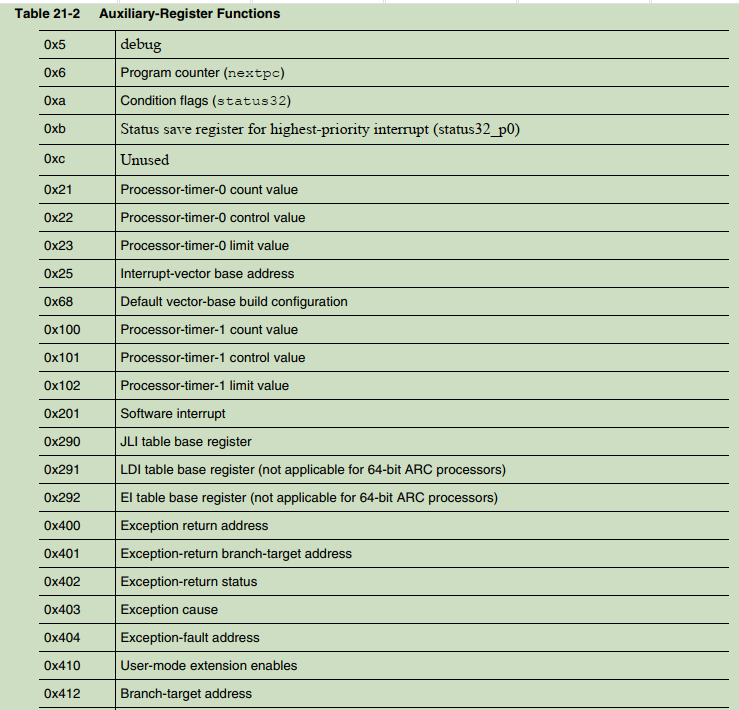 Table 21-2 Auxiliary-Register Functions
0x5 debug
0x6 Program counter (nextpc)
0xa Condition flags (status32)
0xb Status save register for highest-priority interrupt (status32_p0)
0xc Unused
0x21 Processor-timer-0 count value
0x22 Processor-timer-0 control value
0x23 Processor-timer-0 limit value
0x25 Interrupt-vector base address
0x68 Default vector-base build configuration
0x100 Processor-timer-1 count value
0x101 Processor-timer-1 control value
0x102 Processor-timer-1 limit value
0x201 Software interrupt
0x290 JLI table base register
0x291 LDI table base register (not applicable for 64-bit ARC processors)
0x292 EI table base register (not applicable for 64-bit ARC processors)
0x400 Exception return address
0x401 Exception-return branch-target address
0x402 Exception-return status
0x403 Exception cause
0x404 Exception-fault address
0x410 User-mode extension enables
0x412 Branch-target address